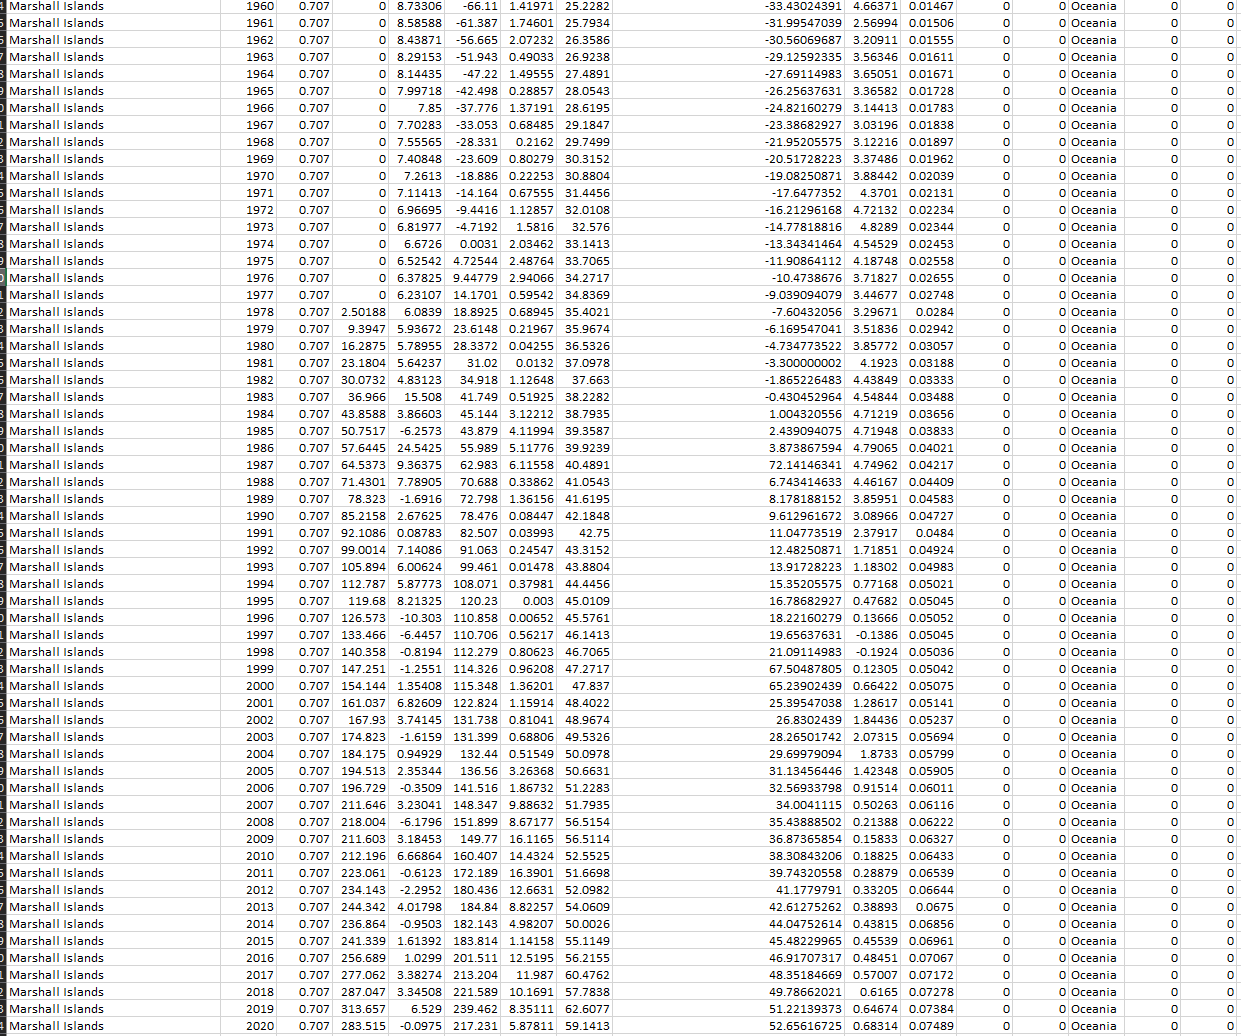 Marshall Islands 1960 0.707 0 8.73306 -66.11 1.41971 25.2282 -33.43024391 4.66371 0.01467 0 0 Oceania 0 0
Marshall Islands 1961 0.707 0 8.58588 -61.387 1.74601 25.7934 -31.99547039 2.56994 0.01506 0 0 Oceania 0 0
Marshall Islands 1962 0.707 0 8.43871 -56.665 2.07232 26.3586 -30.56069687 3.20911 0.01555 0 0 Oceania 0 0
Marshall Islands 1963 0.707 0 8.29153 -51.943 0.49033 26.9238 -29.12592335 3.56346 0.01611 0 0 Oceania 0 0
Marshall Islands 1964 0.707 0 8.14435 -47.22 1.49555 27.4891 -27.69114983 3.65051 0.01671 0 0 Oceania 0 0
Marshall Islands 1965 0.707 0 7.99718 -42.498 0.28857 28.0543 -26.25637631 3.36582 0.01728 0 0 Oceania 0 0
Marshall Islands 1966 0.707 0 7.85 -37.776 1.37191 28.6195 -24.82160279 3.14413 0.01783 0 0 Oceania 0 0
Marshall Islands 1967 0.707 0 7.70283 -33.053 0.68485 29.1847 -23.38682927 3.03196 0.01838 0 0 Oceania 0 0
Marshall Islands 1968 0.707 0 7.55565 -28.331 0.2162 29.7499 -21.95205575 3.12216 0.01897 0 0 Oceania 0 0
Marshall Islands 1969 0.707 0 7.40848 -23.609 0.80279 30.3152 -20.51728223 3.37486 0.01962 0 0 Oceania 0 0
Marshall Islands 1970 0.707 0 7.2613 -18.886 0.22253 30.8804 -19.08250871 3.88442 0.02039 0 0 Oceania 0 0
Marshall Islands 1971 0.707 0 7.11413 -14.164 0.67555 31.4456 -17.6477352 4.3701 0.02131 0 0 Oceania 0 0
Marshall Islands 1972 0.707 0 6.96695 -9.4416 1.12857 32.0108 -16.21296168 4.72132 0.02234 0 0 Oceania 0 0
Marshall Islands 1973 0.707 0 6.81977 -4.7192 1.5816 32.576 -14.77818816 4.8289 0.02344 0 0 Oceania 0 0
Marshall Islands 1974 0.707 0 6.6726 0.0031 2.03462 33.1413 -13.34341464 4.54529 0.02453 0 0 Oceania 0 0
Marshall Islands 1975 0.707 0 6.52542 4.72544 2.48764 33.7065 -11.90864112 4.18748 0.02558 0 0 Oceania 0 0
Marshall Islands 1976 0.707 0 6.37825 9.44779 2.94066 34.2717 -10.4738676 3.71827 0.02655 0 0 Oceania 0 0
Marshall Islands 1977 0.707 0 6.23107 14.1701 0.59542 34.8369 -9.039094079 3.44677 0.02748 0 0 Oceania 0 0
Marshall Islands 1978 0.707 2.50188 6.0839 18.8925 0.68945 35.4021 -7.60432056 3.29671 0.0284 0 0 Oceania 0 0
Marshall Islands 1979 0.707 9.3947 5.93672 23.6148 0.21967 35.9674 -6.169547041 3.51836 0.02942 0 0 Oceania 0 0
Marshall Islands 1980 0.707 16.2875 5.78955 28.3372 0.04255 36.5326 -4.734773522 3.85772 0.03057 0 0 Oceania 0 0
Marshall Islands 1981 0.707 23.1804 5.64237 31.02 0.0132 37.0978 -3.300000002 4.1923 0.03188 0 0 Oceania 0 0
Marshall Islands 1982 0.707 30.0732 4.83123 34.918 1.12648 37.663 -1.865226483 4.43849 0.03333 0 0 Oceania 0 0
Marshall Islands 1983 0.707 36.966 15.508 41.749 0.51925 38.2282 -0.430452964 4.54844 0.03488 0 0 Oceania 0 0
Marshall Islands 1984 0.707 43.8588 3.86603 45.144 3.12212 38.7935 1.004320556 4.71219 0.03656 0 0 Oceania 0 0
Marshall Islands 1985 0.707 50.7517 -6.2573 43.879 4.11994 39.3587 2.439094075 4.71948 0.03833 0 0 Oceania 0 0
Marshall Islands 1986 0.707 57.6445 24.5425 55.989 5.11776 39.9239 3.873867594 4.79065 0.04021 0 0 Oceania 0 0
Marshall Islands 1987 0.707 64.5373 9.36375 62.983 6.11558 40.4891 72.14146341 4.74962 0.04217 0 0 Oceania 0 0
Marshall Islands 1988 0.707 71.4301 7.78905 70.688 0.33862 41.0543 6.743414633 4.46167 0.04409 0 0 Oceania 0 0
Marshall Islands 1989 0.707 78.323 -1.6916 72.798 1.36156 41.6195 8.178188152 3.85951 0.04583 0 0 Oceania 0 0
Marshall Islands 1990 0.707 85.2158 2.67625 78.476 0.08447 42.1848 9.612961672 3.08966 0.04727 0 0 Oceania 0 0
Marshall Islands 1991 0.707 92.1086 0.08783 82.507 0.03993 42.75 11.04773519 2.37917 0.0484 0 0 Oceania 0 0
Marshall Islands 1992 0.707 99.0014 7.14086 91.063 0.24547 43.3152 12.48250871 1.71851 0.04924 0 0 Oceania 0 0
Marshall Islands 1993 0.707 105.894 6.00624 99.461 0.01478 43.8804 13.91728223 1.18302 0.04983 0 0 Oceania 0 0
Marshall Islands 1994 0.707 112.787 5.87773 108.071 0.37981 44.4456 15.35205575 0.77168 0.05021 0 0 Oceania 0 0
Marshall Islands 1995 0.707 119.68 8.21325 120.23 0.003 45.0109 16.78682927 0.47682 0.05045 0 0 Oceania 0 0
Marshall Islands 1996 0.707 126.573 -10.303 110.858 0.00652 45.5761 18.22160279 0.13666 0.05052 0 0 Oceania 0 0
Marshall Islands 1997 0.707 133.466 -6.4457 110.706 0.56217 46.1413 19.65637631 -0.1386 0.05045 0 0 Oceania 0 0
Marshall Islands 1998 0.707 140.358 -0.8194 112.279 0.80623 46.7065 21.09114983 -0.1924 0.05036 0 0 Oceania 0 0
Marshall Islands 1999 0.707 147.251 -1.2551 114.326 0.96208 47.2717 67.50487805 0.12305 0.05042 0 0 Oceania 0 0
Marshall Islands 2000 0.707 154.144 1.35408 115.348 1.36201 47.837 65.23902439 0.66422 0.05075 0 0 Oceania 0 0
Marshall Islands 2001 0.707 161.037 6.82609 122.824 1.15914 48.4022 25.39547038 1.28617 0.05141 0 0 Oceania 0 0
Marshall Islands 2002 0.707 167.93 3.74145 131.738 0.81041 48.9674 26.8302439 1.84436 0.05237 0 0 Oceania 0 0
Marshall Islands 2003 0.707 174.823 -1.6159 131.399 0.68806 49.5326 28.26501742 2.07315 0.05694 0 0 Oceania 0 0
Marshall Islands 2004 0.707 184.175 0.94929 132.44 0.51549 50.0978 29.69979094 1.8733 0.05799 0 0 Oceania 0 0
Marshall Islands 2005 0.707 194.513 2.35344 136.56 3.26368 50.6631 31.13456446 1.42348 0.05905 0 0 Oceania 0 0
Marshall Islands 2006 0.707 196.729 -0.3509 141.516 1.86732 51.2283 32.56933798 0.91514 0.06011 0 0 Oceania 0 0
Marshall Islands 2007 0.707 211.646 3.23041 148.347 9.88632 51.7935 34.0041115 0.50263 0.06116 0 0 Oceania 0 0
Marshall Islands 2008 0.707 218.004 -6.1796 151.899 8.67177 56.5154 35.43888502 0.21388 0.06222 0 0 Oceania 0 0
Marshall Islands 2009 0.707 211.603 3.18453 149.77 16.1165 56.5114 36.87365854 0.15833 0.06327 0 0 Oceania 0 0
Marshall Islands 2010 0.707 212.196 6.66864 160.407 14.4324 52.5525 38.30843206 0.18825 0.06433 0 0 Oceania 0 0
Marshall Islands 2011 0.707 223.061 -0.6123 172.189 16.3901 51.6698 39.74320558 0.28879 0.06539 0 0 Oceania 0 0
Marshall Islands 2012 0.707 234.143 -2.2952 180.436 12.6631 52.0982 41.1779791 0.33205 0.06644 0 0 Oceania 0 0
Marshall Islands 2013 0.707 244.342 4.01798 184.84 8.82257 54.0609 42.61275262 0.38893 0.0675 0 0 Oceania 0 0
Marshall Islands 2014 0.707 236.864 -0.9503 182.143 4.98207 50.0026 44.04752614 0.43815 0.06856 0 0 Oceania 0 0
Marshall Islands 2015 0.707 241.339 1.61392 183.814 1.14158 55.1149 45.48229965 0.45539 0.06961 0 0 Oceania 0 0
Marshall Islands 2016 0.707 256.689 1.0299 201.511 12.5195 56.2155 46.91707317 0.48451 0.07067 0 0 Oceania 0 0
Marshall Islands 2017 0.707 277.062 3.38274 213.204 11.987 60.4762 48.35184669 0.57007 0.07172 0 0 Oceania 0 0
Marshall Islands 2018 0.707 287.047 3.34508 221.589 10.1691 57.7838 49.78662021 0.6165 0.07278 0 0 Oceania 0 0
Marshall Islands 2019 0.707 313.657 6.529 239.462 8.35111 62.6077 51.22139373 0.64674 0.07384 0 0 Oceania 0 0
Marshall Islands 2020 0.707 283.515 -0.0975 217.231 5.87811 59.1413 52.65616725 0.68314 0.07489 0 0 Oceania 0 0